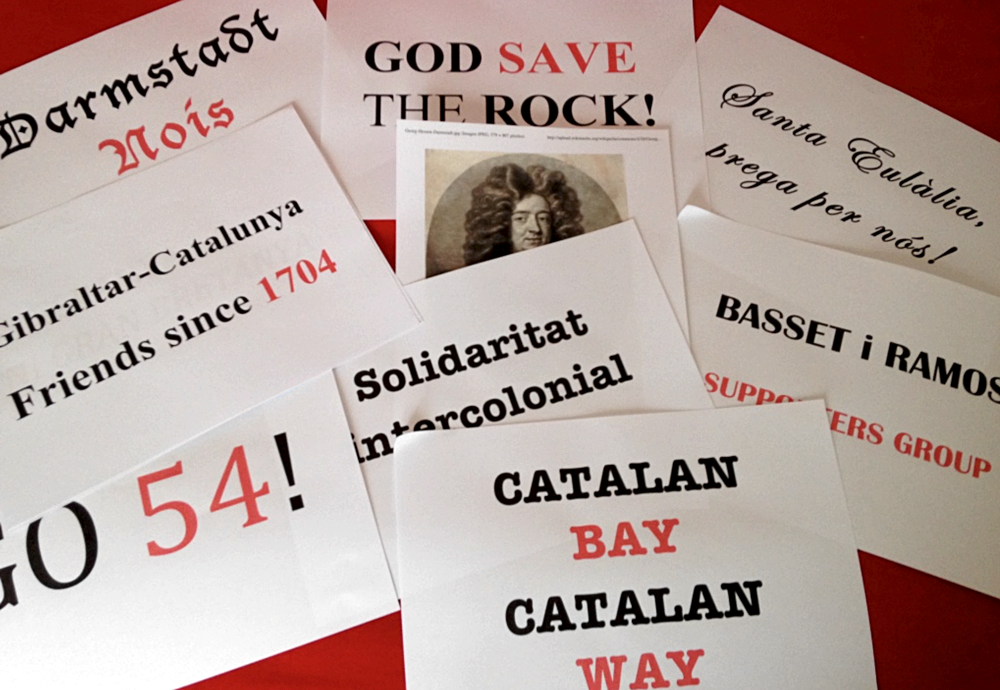 Darmstadt
Nois
GOD SAVE
THE ROCK!
Santa Eulàlia,
prega per nós!
Gibraltar-Catalunya
Friends since 1704
Solidaritat
intercolonial
BASSET i RAMOS
SUPPORTERS GROUP
GO 54!
CATALAN
BAY
CATALAN
WAY